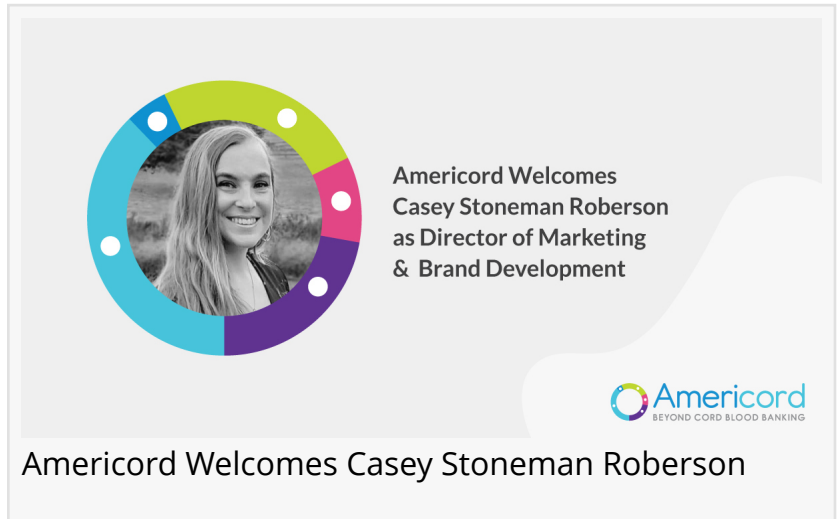 Americord Welcomes
Casey Stoneman Roberson
as Director of Marketing
& Brand Development
Americord
BEYOND CORD BLOOD BANKING
Americord Welcomes Casey Stoneman Roberson